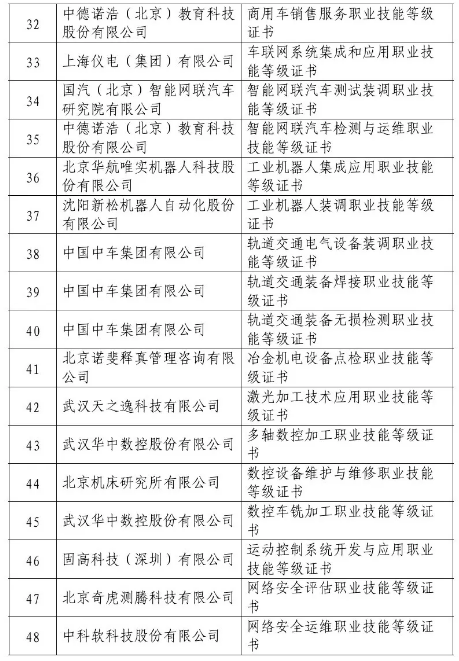 32
中德诺浩（北京）教育科技
股份有限公司
商用车销售服务职业技能等级
证书
33
上海仪电（集团）有限公司
车联网系统集成和应用职业技
能等级证书
34
国汽（北京）智能网联汽车
研究院有限公司
智能网联汽车测试装调职业技
能等级证书
35
中德诺浩（北京）教育科技
股份有限公司
智能网联汽车检测与运维职业
技能等级证书
36
北京华航唯实机器人科技股
份有限公司
工业机器人集成应用职业技能
等级证书
37
沈阳新松机器人自动化股份
有限公司
工业机器人装调职业技能等级
证书
38
中国中车集团有限公司
轨道交通电气设备装调职业技
能等级证书
39
中国中车集团有限公司
轨道交通装备焊接职业技能等
级证书
40
中国中车集团有限公司
轨道交通装备无损检测职业技
能等级证书
41
北京诺斐释真管理咨询有限
公司
冶金机电设备点检职业技能等
级证书
42
武汉天之逸科技有限公司
激光加工技术应用职业技能等
级证书
43
武汉华中数控股份有限公司
多轴数控加工职业技能等级证
书
44
北京机床研究所有限公司
数控设备维护与维修职业技能
等级证书
45
武汉华中数控股份有限公司
数控车铣加工职业技能等级证
书
46
固高科技（深圳）有限公司
运动控制系统开发与应用职业
技能等级证书
47
北京奇虎测腾科技有限公司
网络安全评估职业技能等级证
书
48
中科软科技股份有限公司
网络安全运维职业技能等级证
书